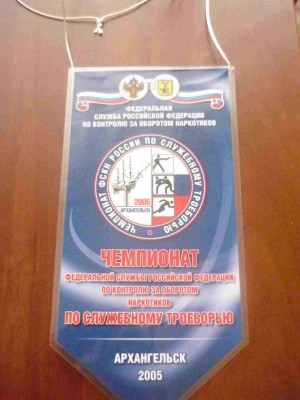 ФЕДЕРАЛЬНАЯ
СЛУЖБА РОССИЙСКОЙ ФЕДЕРАЦИИ
ПО КОНТРОЛЮ ЗА ОБОРОТОМ НАРКОТИКОВ
ЧЕМПИОНАТ ФСКН РОССИИ ПО СЛУЖЕБНОМУ ТРОЕБОРЬЮ
2005
АРХАНГЕЛЬСК
ЧЕМПИОНАТ
ФЕДЕРАЛЬНОЙ СЛУЖБЫ РОССИЙСКОЙ ФЕДЕРАЦИИ
ПО КОНТРОЛЮ ЗА ОБОРОТОМ
НАРКОТИКОВ
ПО СЛУЖЕБНОМУ ТРОЕБОРЬЮ
АРХАНГЕЛЬСК
2005